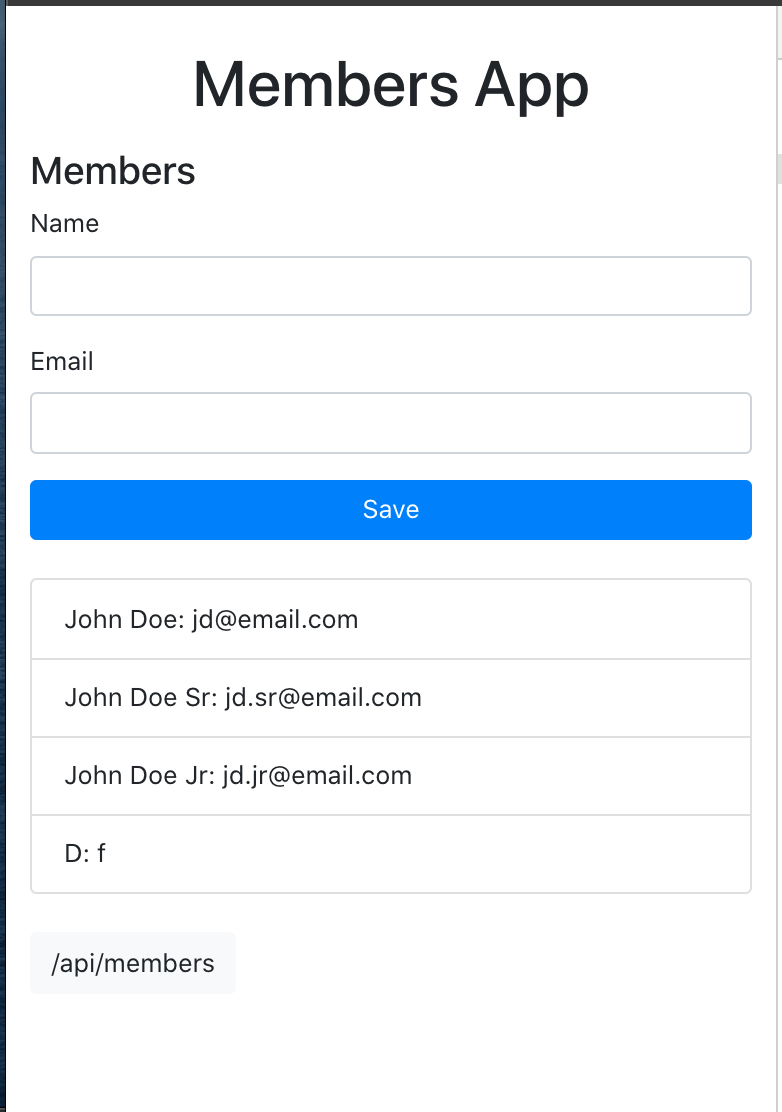 Members App
Members
Name
Email
Save
John Doe: jd@email.com
John Doe Sr: jd.sr@email.com
John Doe Jr: jd.jr@email.com
D: f
/api/members